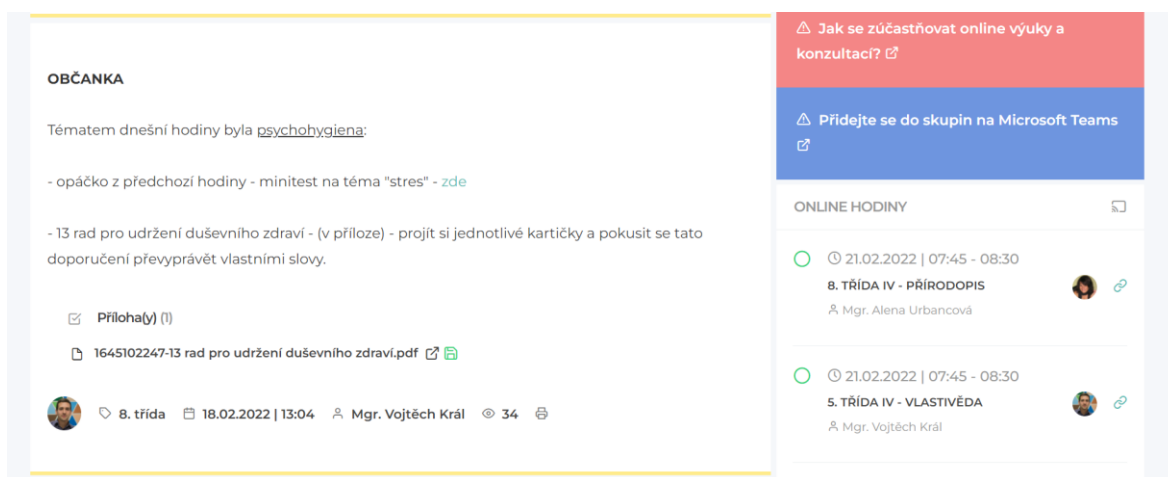 OBČANKA
Tématem dnešní hodiny byla psychohygiena:
- opáčko z předchozí hodiny - minitest na téma "stres" - zde
- 13 rad pro udržení duševního zdraví - (v příloze) - projít si jednotlivé kartičky a pokusit se tato
doporučení převyprávět vlastními slovy.
Příloha(y) (1)
1645102247-13 rad pro udržení duševního zdraví.pdf
8. třída 18.02.2022 | 13:04 Mgr. Vojtěch Král 34
Jak se zúčastňovat online výuky a
konzultací?
Přidejte se do skupin na Microsoft Teams
ONLINE HODINY
21.02.2022 | 07:45 - 08:30
8. TŘÍDA IV - PŘÍRODOPIS
Mgr. Alena Urbancová
21.02.2022 | 07:45 - 08:30
5. TŘÍDA IV - VLASTIVĚDA
Mgr. Vojtěch Král